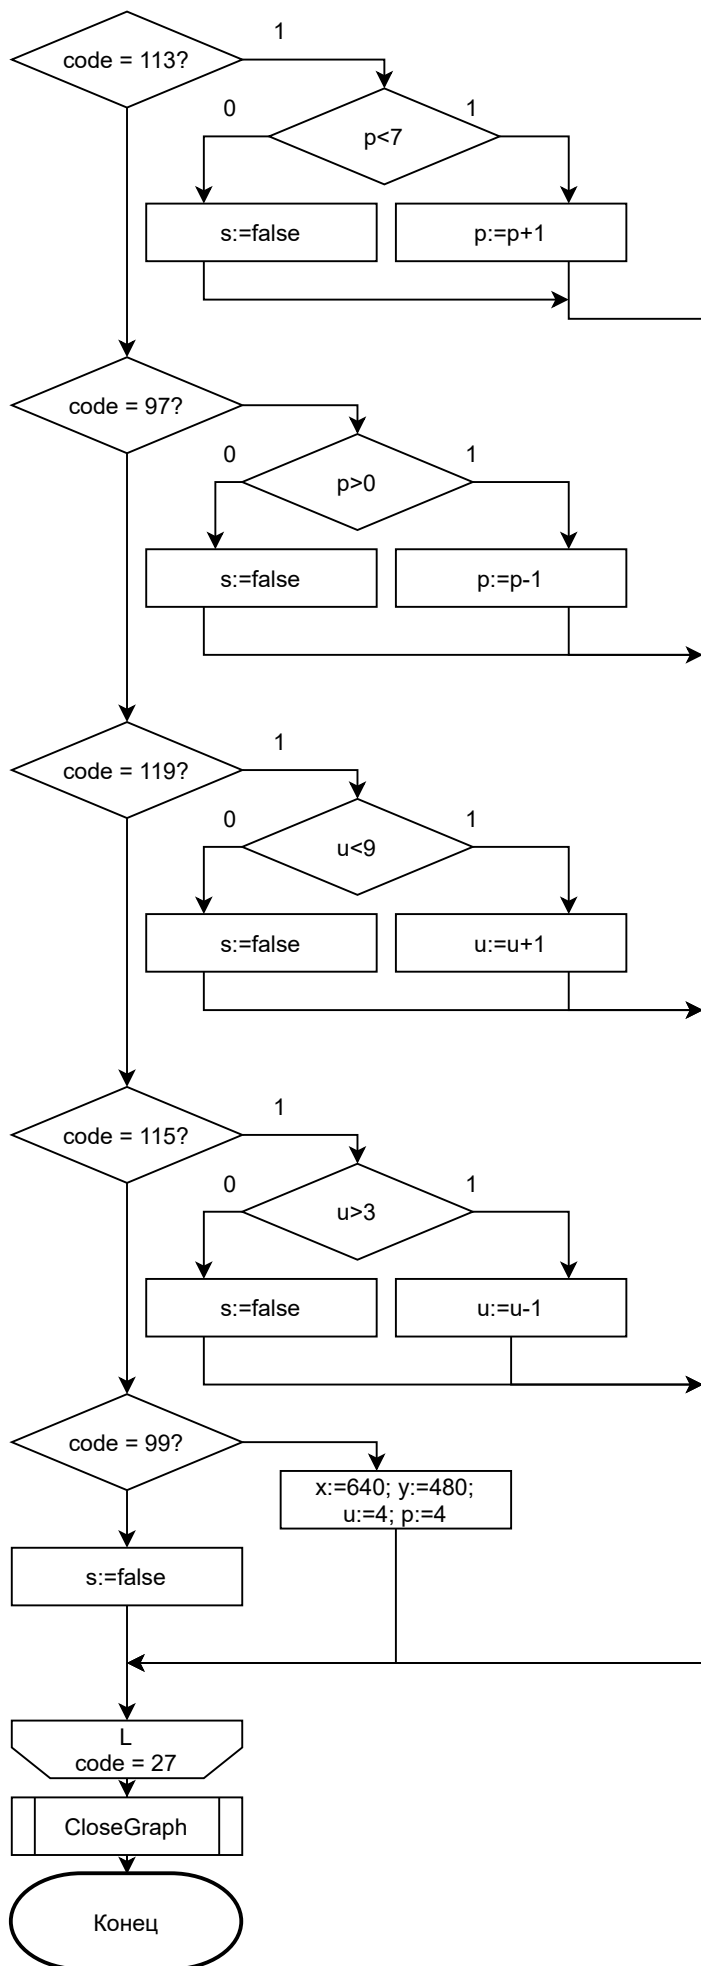 1
code = 113?
0
1
p<7
s:=false
p:=p+1
code = 97?
0
1
p>0
s:=false
p:=p-1
1
code = 119?
0
1
u<9
s:=false
u:=u+1
1
code = 115?
0
1
u>3
s:=false
u:=u-1
code = 99?
x:=640; y:=480;
u:=4; p:=4
s:=false
L
code = 27
CloseGraph
Конец